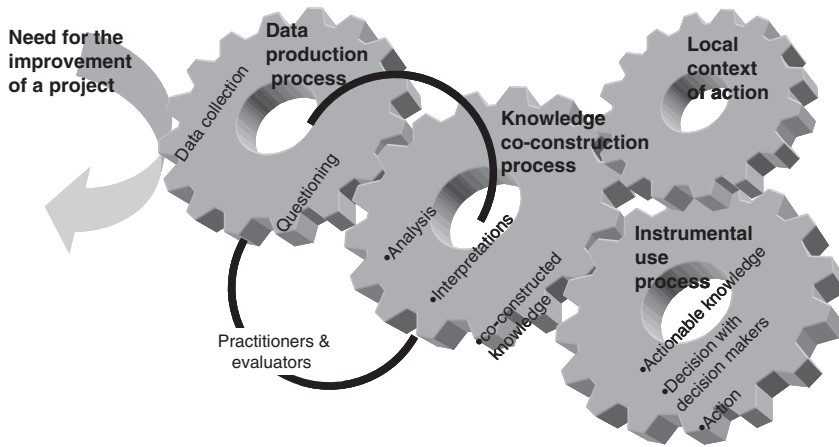 Need for the
improvement
of a project
Data
production
process
Data collection
Questioning
Knowledge
co-construction
process
•Analysis
•Interpretations
•co-constructed
knowledge
Local
context
of action
Instrumental
use
process
•Actionable knowledge
•Decision with
decision makers
•Action
Practitioners &
evaluators